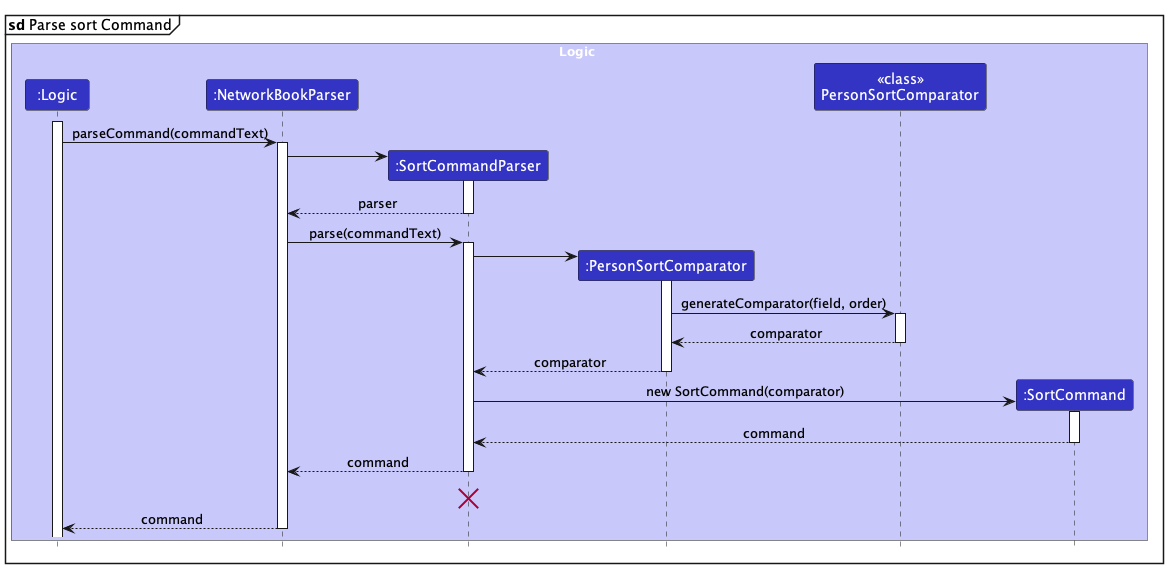 sd Parse sort Command
Logic
:Logic
:NetworkBookParser
«class»
PersonSortComparator
parseCommand(commandText)
:SortCommandParser
parser
parse(commandText)
:PersonSortComparator
generateComparator(field, order)
comparator
comparator
new SortCommand(comparator)
:SortCommand
command
command
command